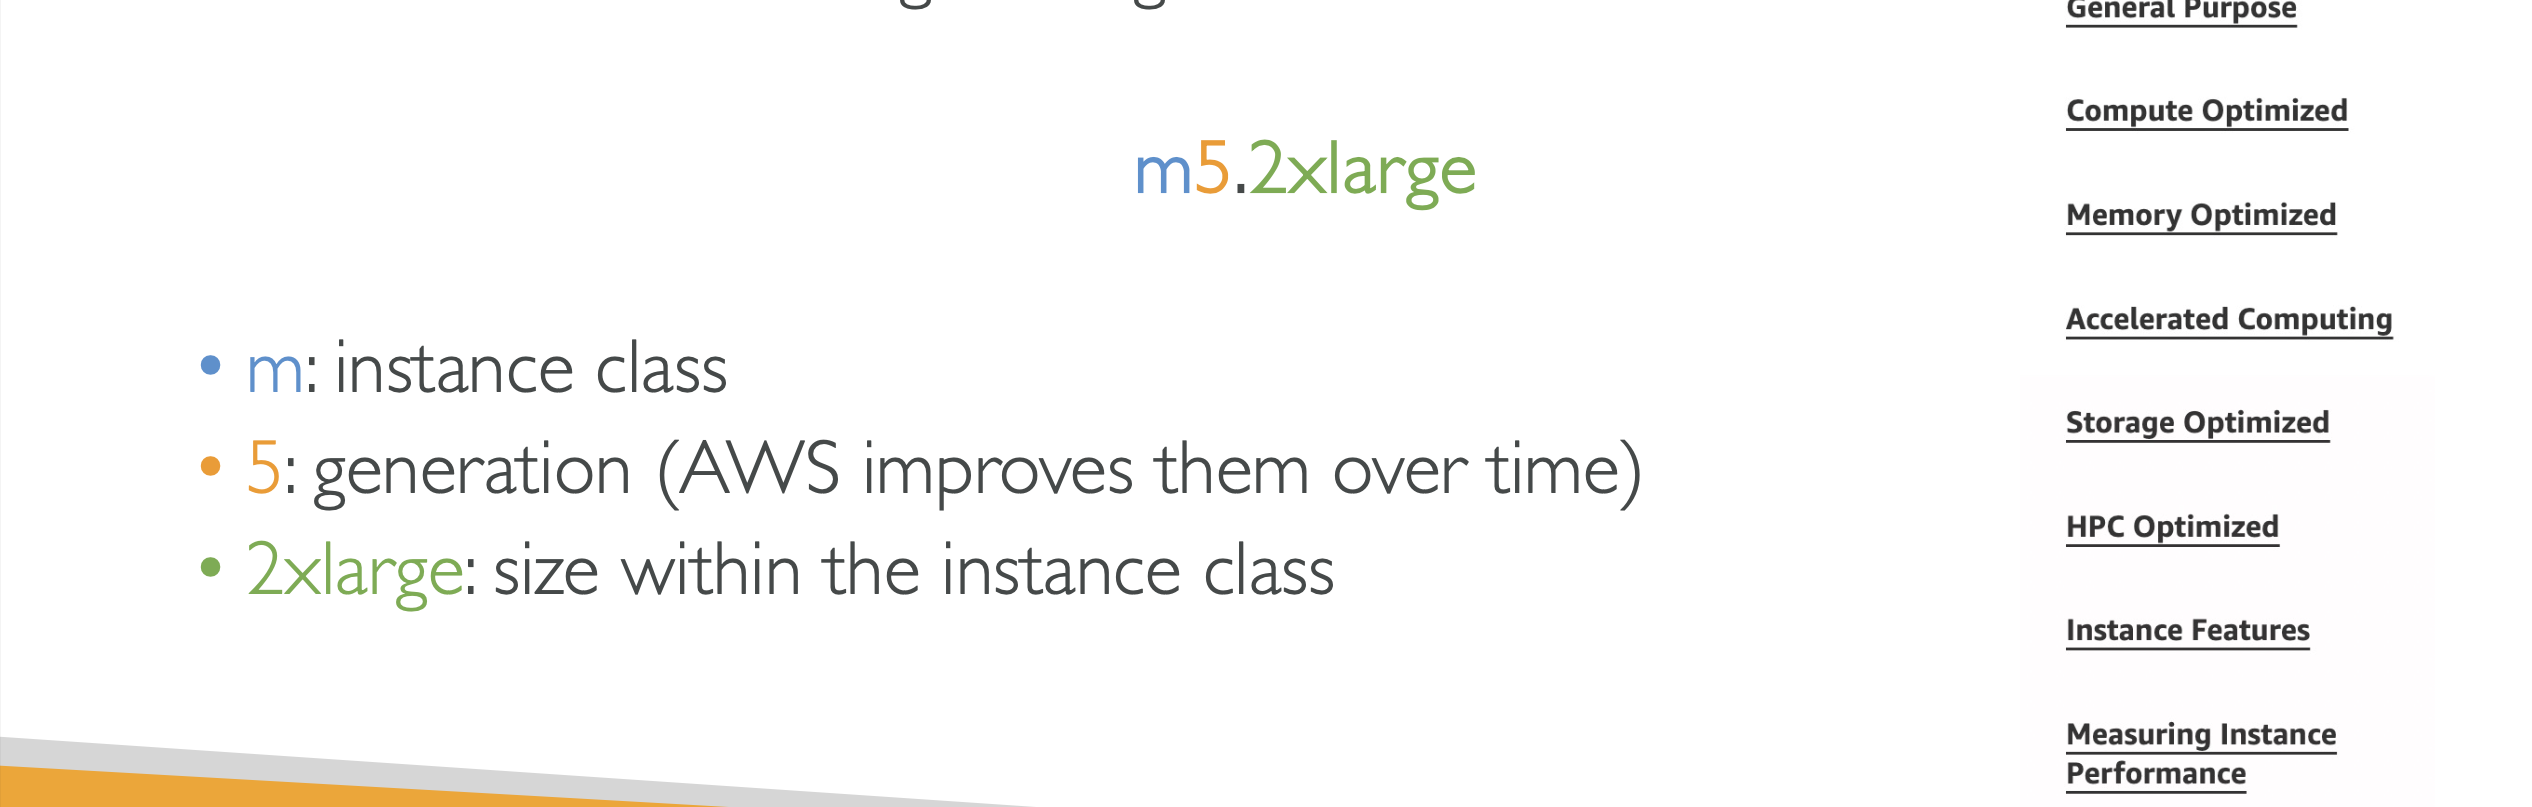 m5.2xlarge
• m: instance class
• 5: generation (AWS improves them over time)
• 2xlarge: size within the instance class
General Purpose
Compute Optimized
Memory Optimized
Accelerated Computing
Storage Optimized
HPC Optimized
Instance Features
Measuring Instance
Performance